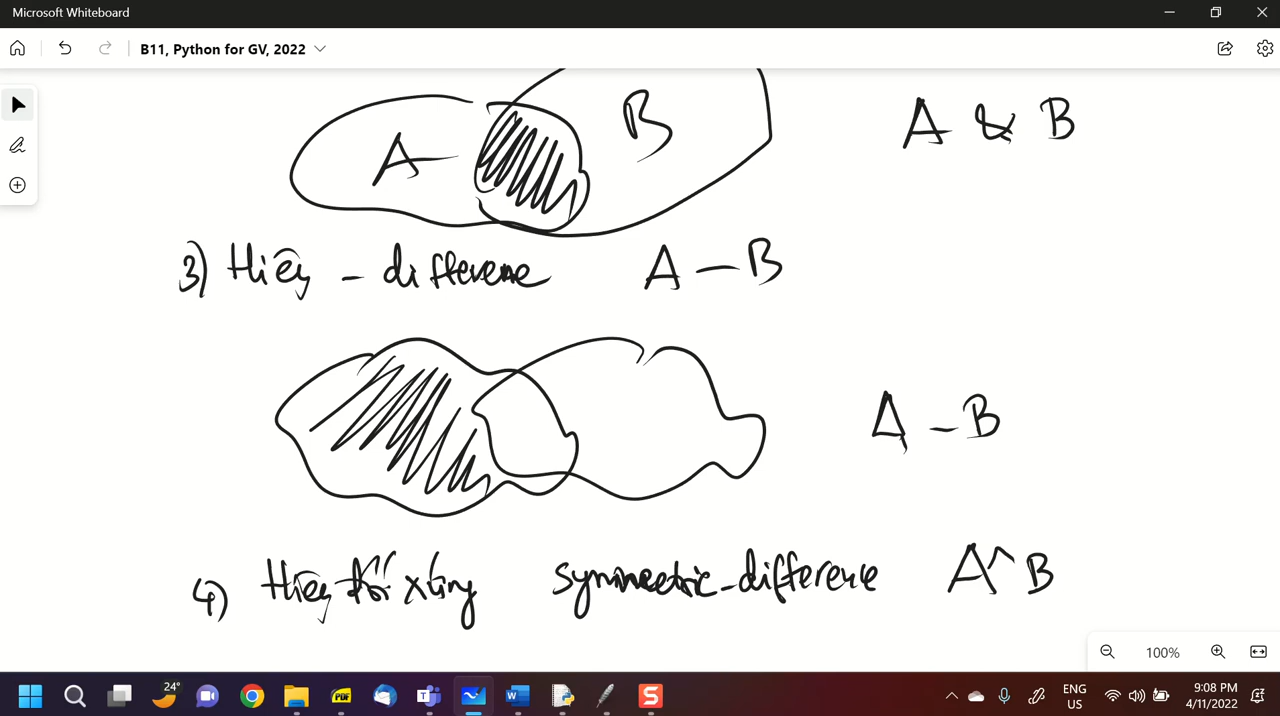 Microsoft Whiteboard
B11, Python for GV, 2022
A B A & B
3) Hiệu - difference A - B
A - B
4) Hiệu đối xứng symmetric_difference A^B
100%
24° PDF T W S ENG 9:08 PM
US 4/11/2022